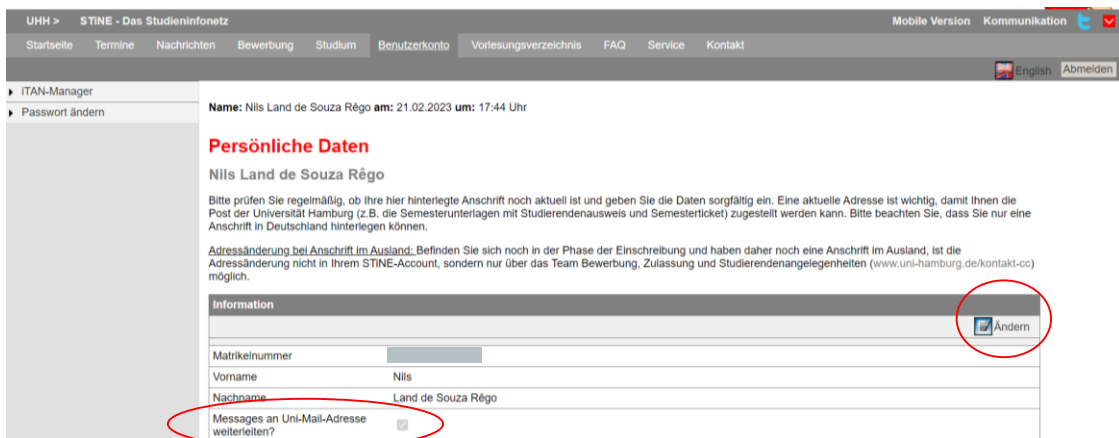 UHH > STiNE - Das Studieninfonetz Mobile Version Kommunikation
Startseite Termine Nachrichten Bewerbung Studium Benutzerkonto Vorlesungsverzeichnis FAQ Service Kontakt
English Abmelden
iTAN-Manager
Passwort ändern
Name: Nils Land de Souza Rêgo am: 21.02.2023 um: 17:44 Uhr
Persönliche Daten
Nils Land de Souza Rêgo
Bitte prüfen Sie regelmäßig, ob Ihre hier hinterlegte Anschrift noch aktuell ist und geben Sie die Daten sorgfältig ein. Eine aktuelle Adresse ist wichtig, damit Ihnen die
Post der Universität Hamburg (z.B. die Semesterunterlagen mit Studierendenausweis und Semesterticket) zugestellt werden kann. Bitte beachten Sie, dass Sie nur eine
Anschrift in Deutschland hinterlegen können.
Adressänderung bei Anschrift im Ausland: Befinden Sie sich noch in der Phase der Einschreibung und haben daher noch eine Anschrift im Ausland, ist die
Adressänderung nicht in Ihrem STiNE-Account, sondern nur über das Team Bewerbung, Zulassung und Studierendenangelegenheiten (www.uni-hamburg.de/kontakt-cc)
möglich.
Information
Ändern
Matrikelnummer
Vorname Nils
Nachname Land de Souza Rêgo
Messages an Uni-Mail-Adresse
weiterleiten?